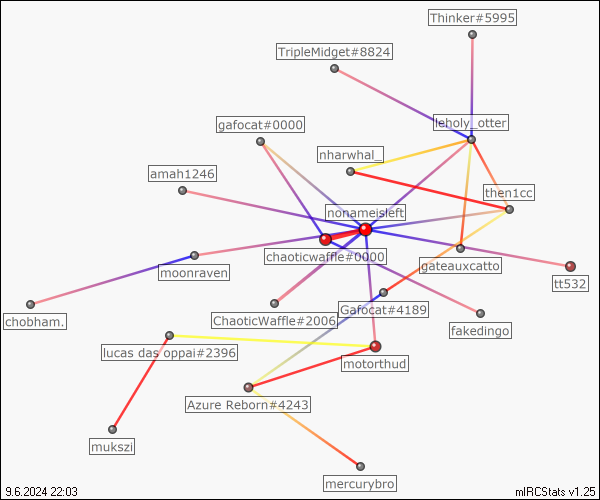 Thinker#5995
TripleMidget#8824
leholy_otter
gafocat#0000
nharwhal_
amah1246
then1cc
nonameisleft
chaoticwaffle#0000
gateauxcatto
moonraven
tt532
chobham.
ChaoticWaffle#2006
Gafocat#4189
fakedingo
lucas das oppai#2396
motorthud
Azure Reborn#4243
mukszi
mercurybro
9.6.2024 22:03
mIRCStats v1.25